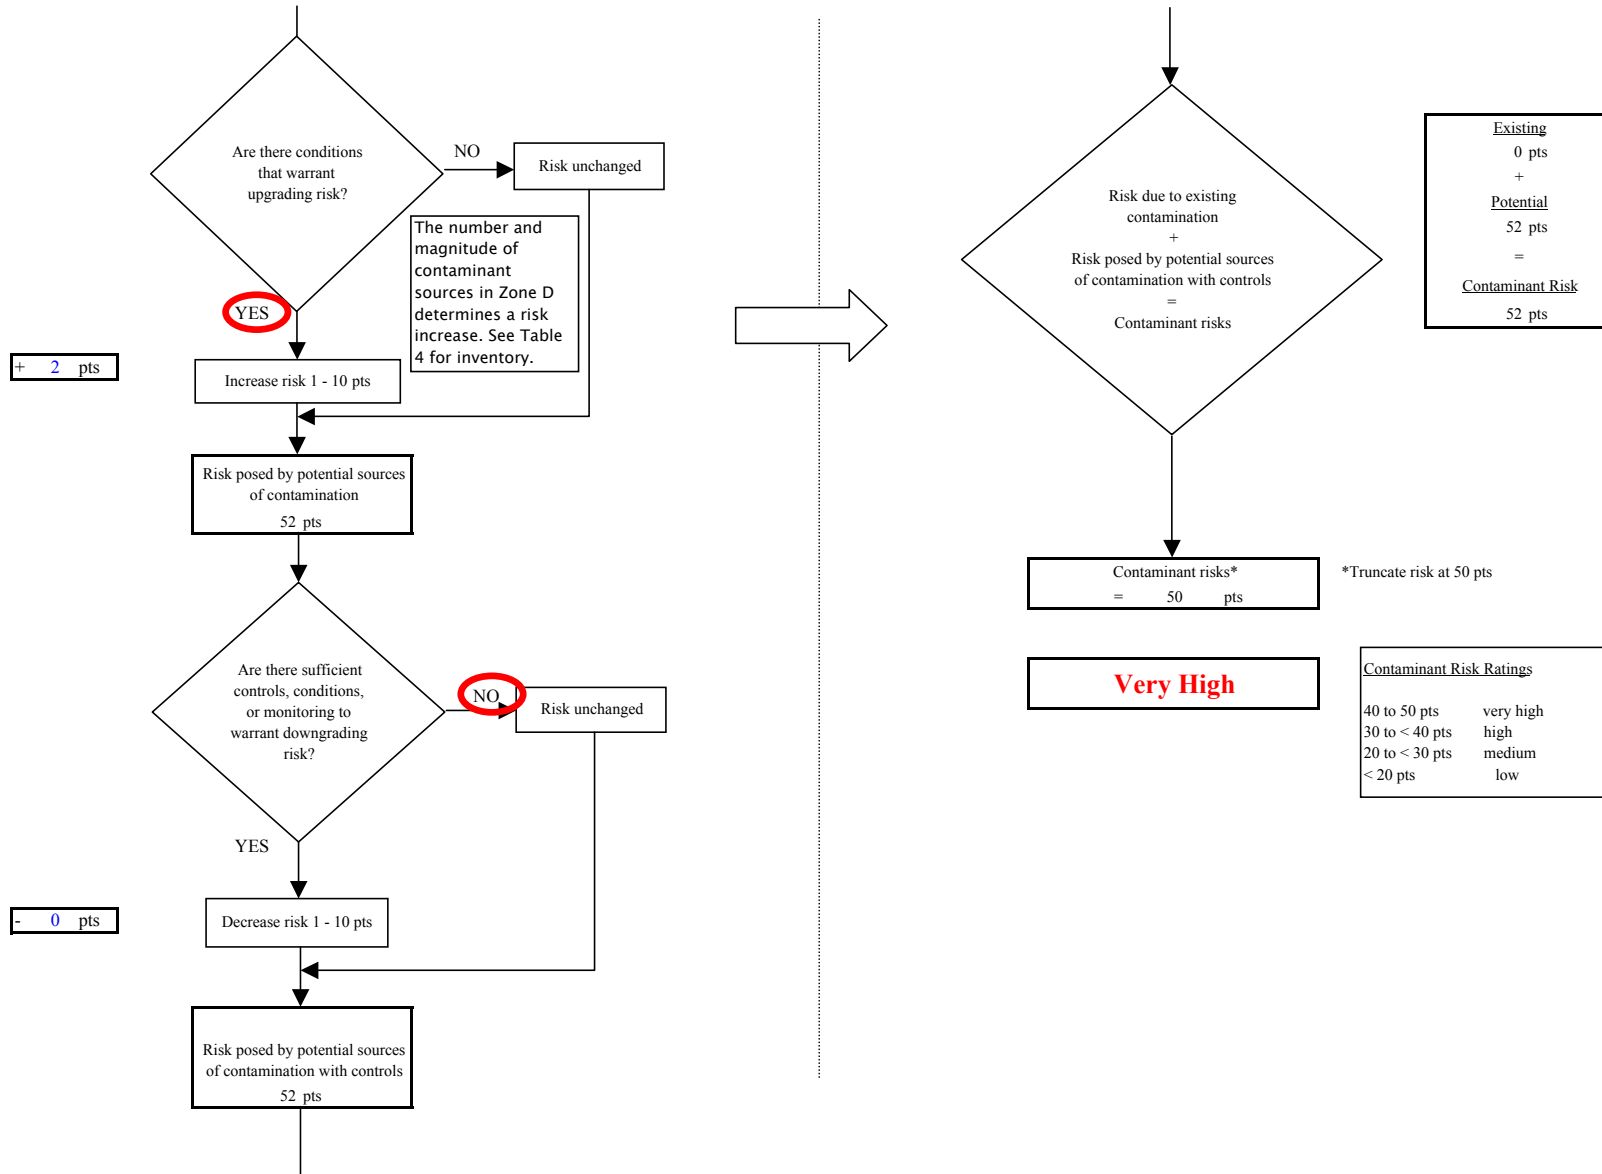 Are there conditions
that warrant
upgrading risk?
NO
Risk unchanged
The number and
magnitude of
contaminant
sources in Zone D
determines a risk
increase. See Table
4 for inventory.
YES
+ 2 pts
Increase risk 1 - 10 pts
Risk posed by potential sources
of contamination
52 pts
Are there sufficient
controls, conditions,
or monitoring to
warrant downgrading
risk?
NO
Risk unchanged
YES
- 0 pts
Decrease risk 1 - 10 pts
Risk posed by potential sources
of contamination with controls
52 pts
Risk due to existing
contamination
+
Risk posed by potential sources
of contamination with controls
=
Contaminant risks
Existing
0 pts
+
Potential
52 pts
=
Contaminant Risk
52 pts
Contaminant risks*
= 50 pts
*Truncate risk at 50 pts
Very High
Contaminant Risk Ratings
40 to 50 pts very high
30 to < 40 pts high
20 to < 30 pts medium
< 20 pts low